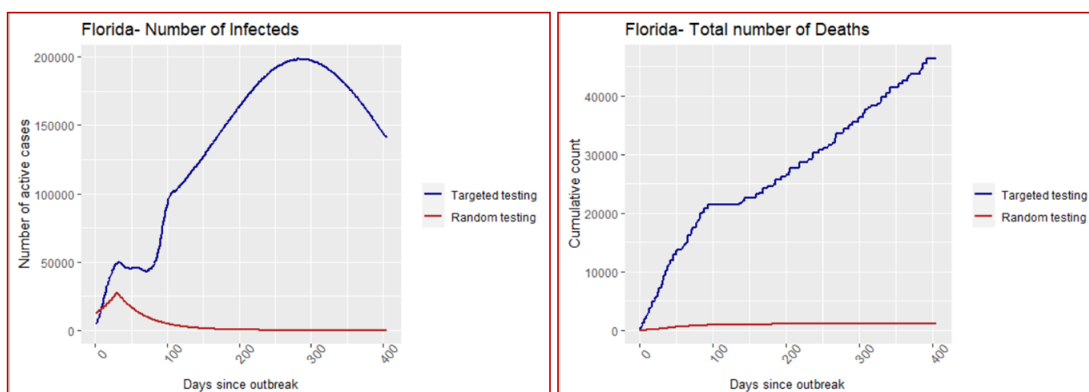 Florida- Number of Infecteds
200000
150000
100000
50000
0
Number of active cases
0
100
200
300
400
Days since outbreak
Targeted testing
Random testing
Florida- Total number of Deaths
40000
30000
20000
10000
0
Cumulative count
0
100
200
300
400
Days since outbreak
Targeted testing
Random testing